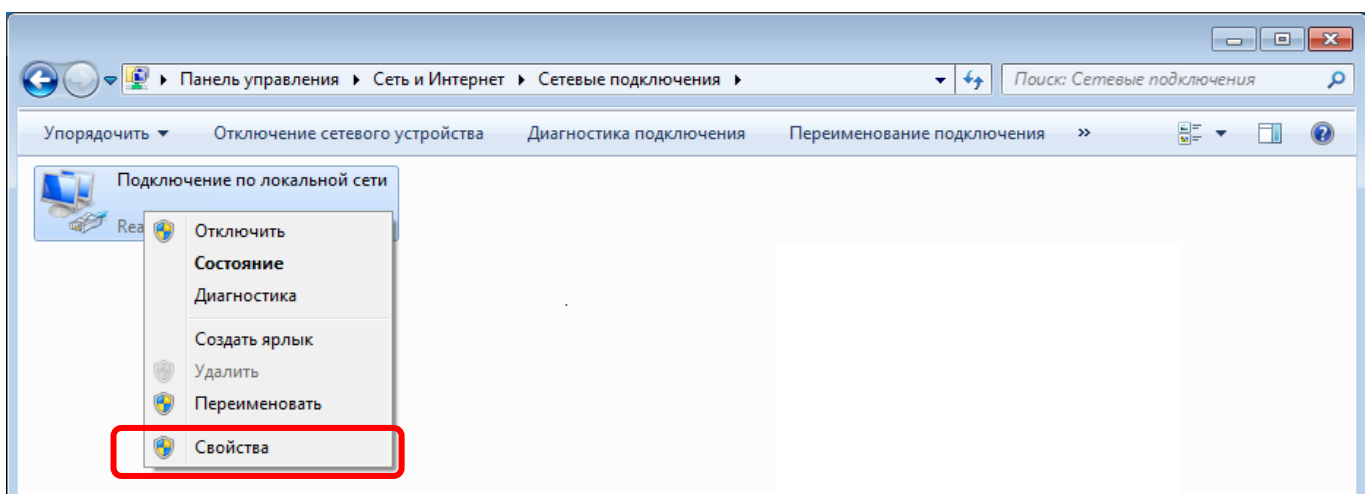 Панель управления Сеть и Интернет Сетевые подключения Поиск: Сетевые подключения
Упорядочить Отключение сетевого устройства Диагностика подключения Переименование подключения »
Подключение по локальной сети
Rea
Отключить
Состояние
Диагностика
Создать ярлык
Удалить
Переименовать
Свойства